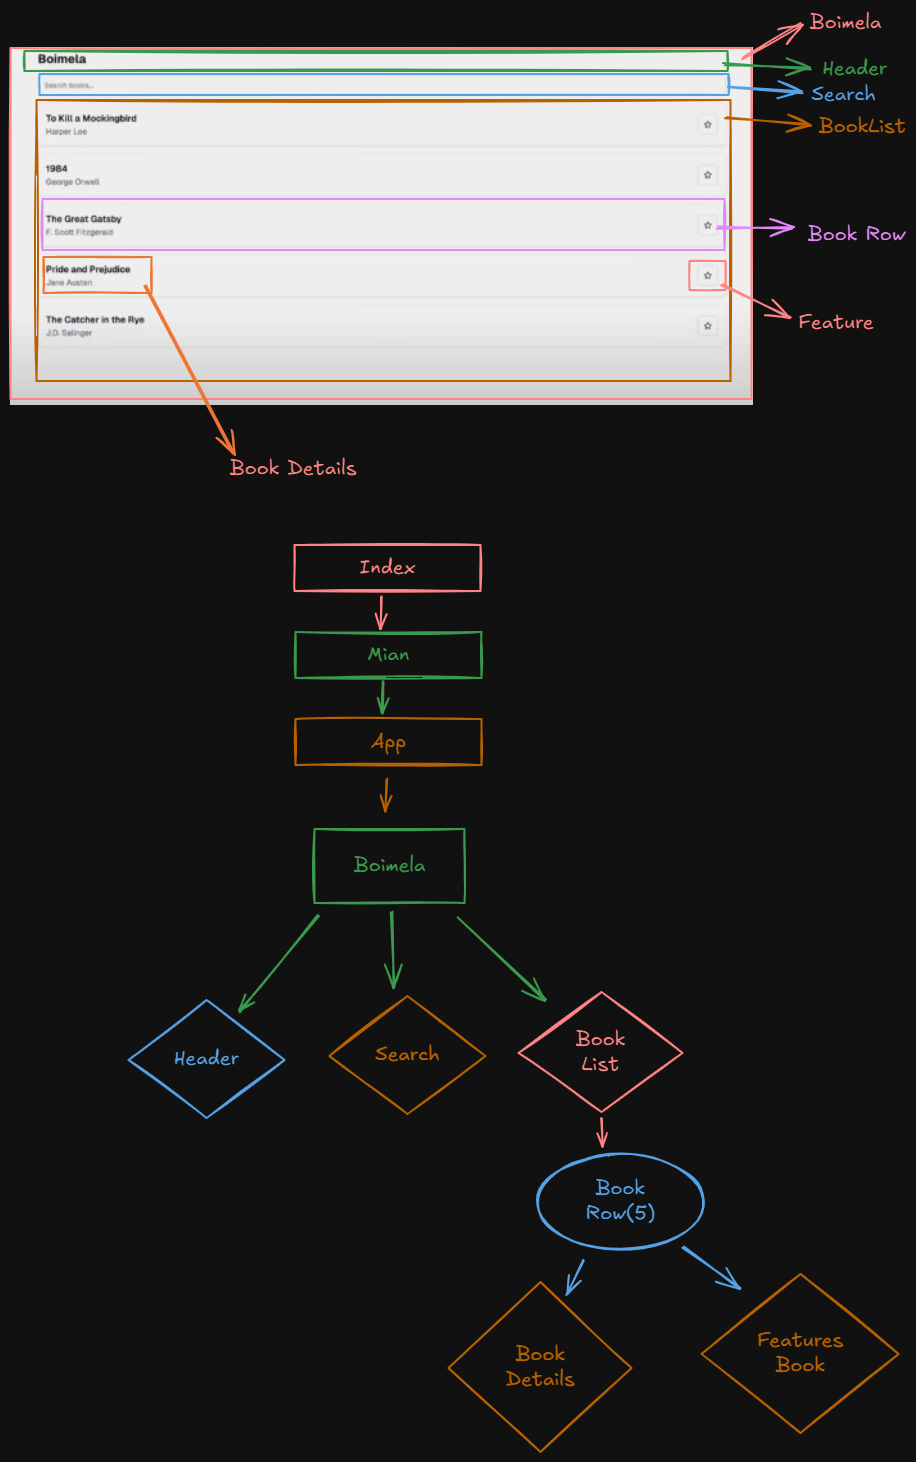 Boimela
Boimela
Header
Search books...
Search
To Kill a Mockingbird
Harper Lee
BookList
1984
George Orwell
The Great Gatsby
F. Scott Fitzgerald
Book Row
Pride and Prejudice
Jane Austen
Feature
The Catcher in the Rye
J.D. Salinger
Book Details
Index
Mian
App
Boimela
Header
Search
Book
List
Book
Row(5)
Book
Details
Features
Book